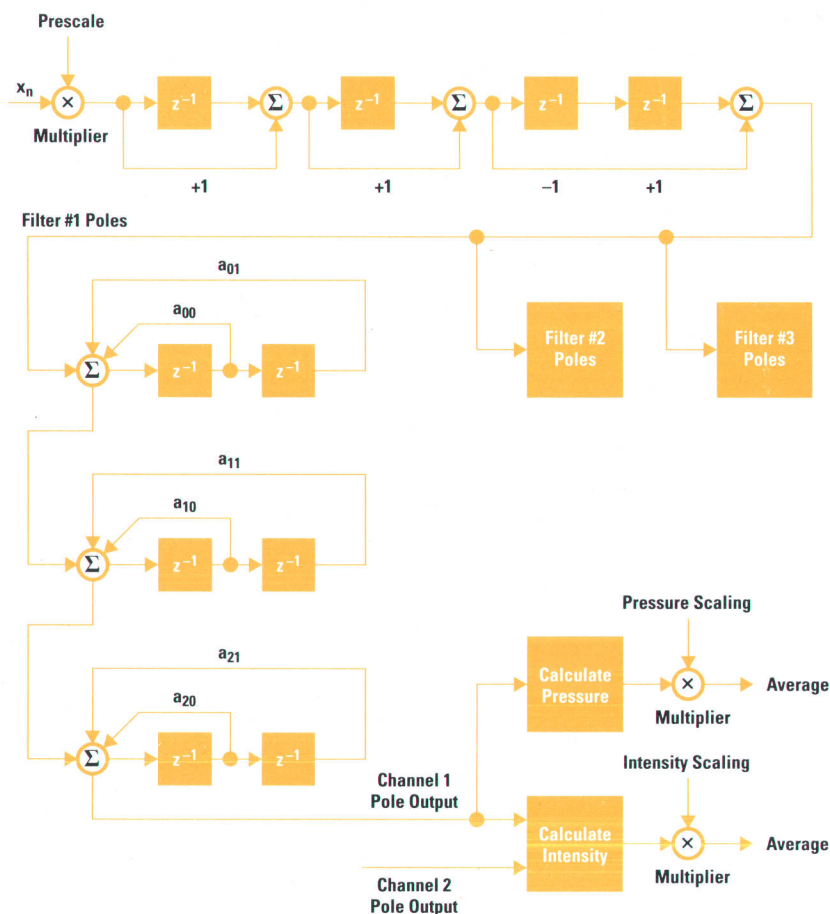 Prescale
xₙ
×
z⁻¹
Σ
z⁻¹
Σ
z⁻¹
z⁻¹
Σ
Multiplier
+1
+1
−1
+1
Filter #1 Poles
a₀₁
a₀₀
Σ
z⁻¹
z⁻¹
Filter #2
Poles
Filter #3
Poles
a₁₁
a₁₀
Σ
z⁻¹
z⁻¹
Pressure Scaling
a₂₁
a₂₀
Σ
z⁻¹
z⁻¹
Calculate
Pressure
×
Average
Multiplier
Intensity Scaling
Channel 1
Pole Output
Calculate
Intensity
×
Average
Multiplier
Channel 2
Pole Output